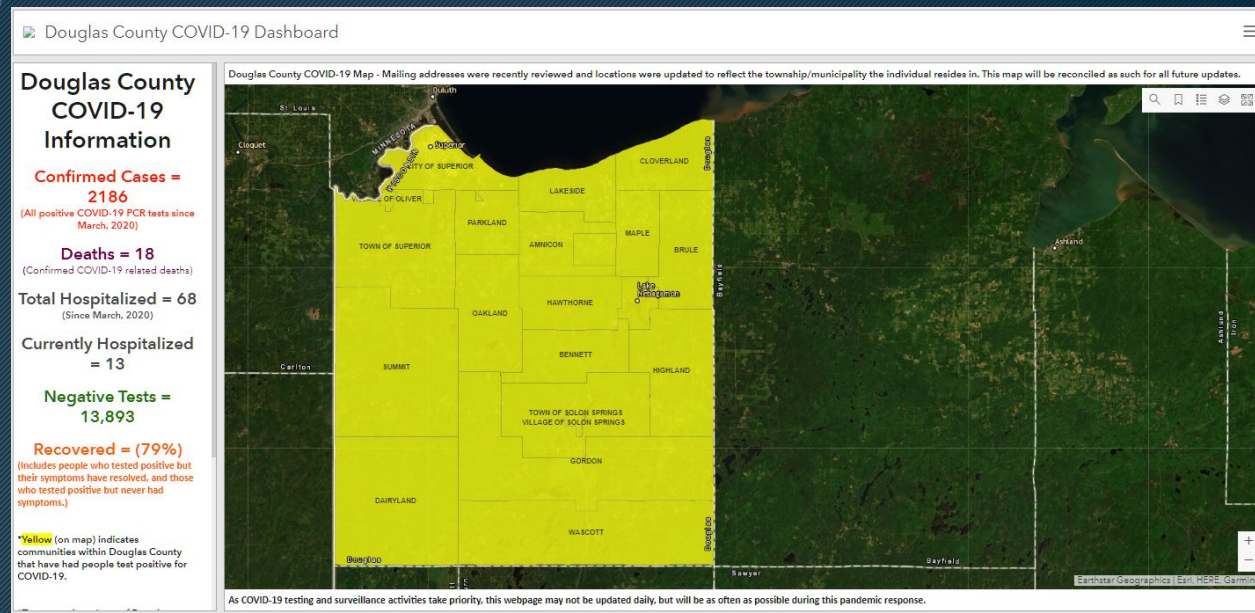 Douglas County COVID-19 Dashboard
Douglas County
COVID-19
Information
Confirmed Cases =
2186
(All positive COVID-19 PCR tests since
March, 2020)
Deaths = 18
(Confirmed COVID-19 related deaths)
Total Hospitalized = 68
(Since March, 2020)
Currently Hospitalized
= 13
Negative Tests =
13,893
Recovered = (79%)
(Includes people who tested positive but
their symptoms have resolved, and those
who tested positive but never had
symptoms.)
*Yellow (on map) indicates
communities within Douglas County
that have had people test positive for
COVID-19.
Douglas County COVID-19 Map - Mailing addresses were recently reviewed and locations were updated to reflect the township/municipality the individual resides in. This map will be reconciled as such for all future updates.
Duluth
St. Louis
Cloquet
MINNESOTA
WISCONSIN
Superior
CITY OF SUPERIOR
CLOVERLAND
Douglas
LAKESIDE
OF OLIVER
PARKLAND
MAPLE
TOWN OF SUPERIOR
AMNICON
BRULE
Ashland
Bayfield
Lake
Nebagamon
HAWTHORNE
OAKLAND
Ashland
Iron
BENNETT
Carlton
SUMMIT
HIGHLAND
TOWN OF SOLON SPRINGS
VILLAGE OF SOLON SPRINGS
GORDON
DAIRYLAND
WASCOTT
Douglas
Douglas
Bayfield
Sawyer
Earthstar Geographics | Esri, HERE, Garmin
As COVID-19 testing and surveillance activities take priority, this webpage may not be updated daily, but will be as often as possible during this pandemic response.